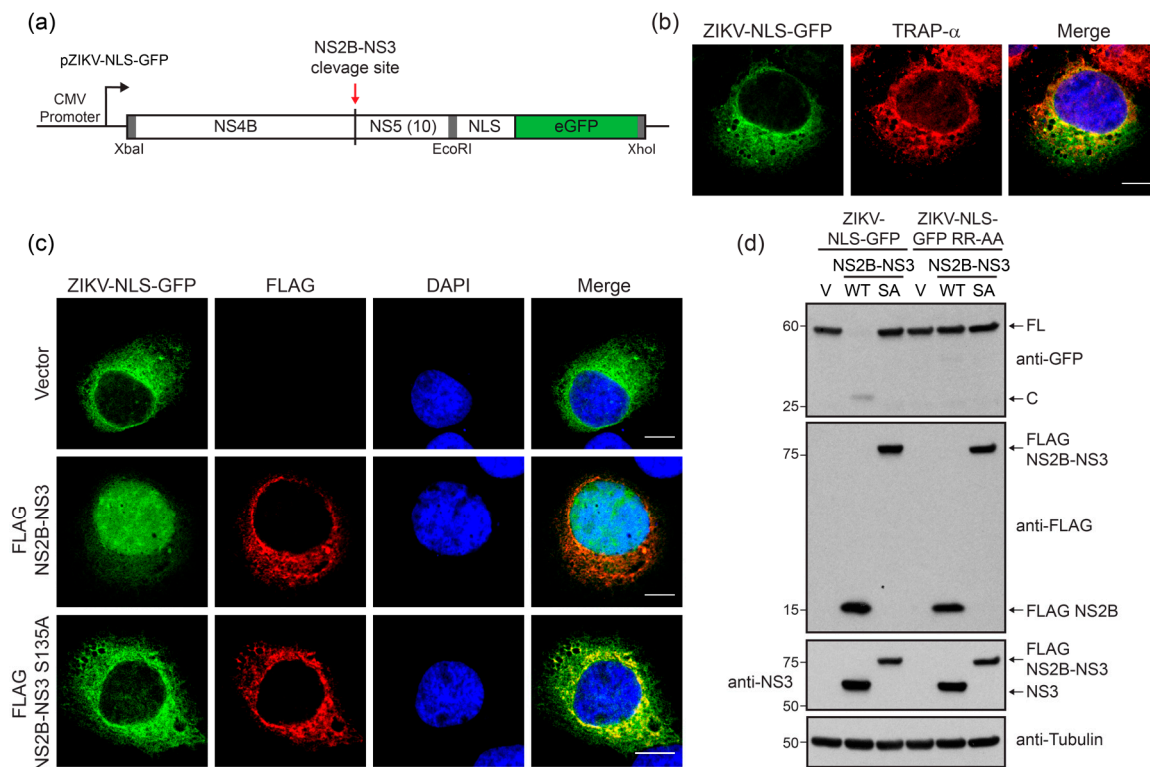 (a)
pZIKV-NLS-GFP
CMV
Promoter
NS2B-NS3
clevage site
NS4B
NS5 (10)
NLS
eGFP
XbaI
EcoRI
XhoI
(b)
ZIKV-NLS-GFP
TRAP-α
Merge
(c)
ZIKV-NLS-GFP
FLAG
DAPI
Merge
Vector
FLAG
NS2B-NS3
FLAG
NS2B-NS3 S135A
(d)
ZIKV-
NLS-GFP
ZIKV-NLS-
GFP RR-AA
NS2B-NS3
NS2B-NS3
V WT SA V WT SA
60
FL
anti-GFP
25
C
75
FLAG
NS2B-NS3
anti-FLAG
15
FLAG NS2B
anti-NS3
75
FLAG
NS2B-NS3
NS3
50
50
anti-Tubulin